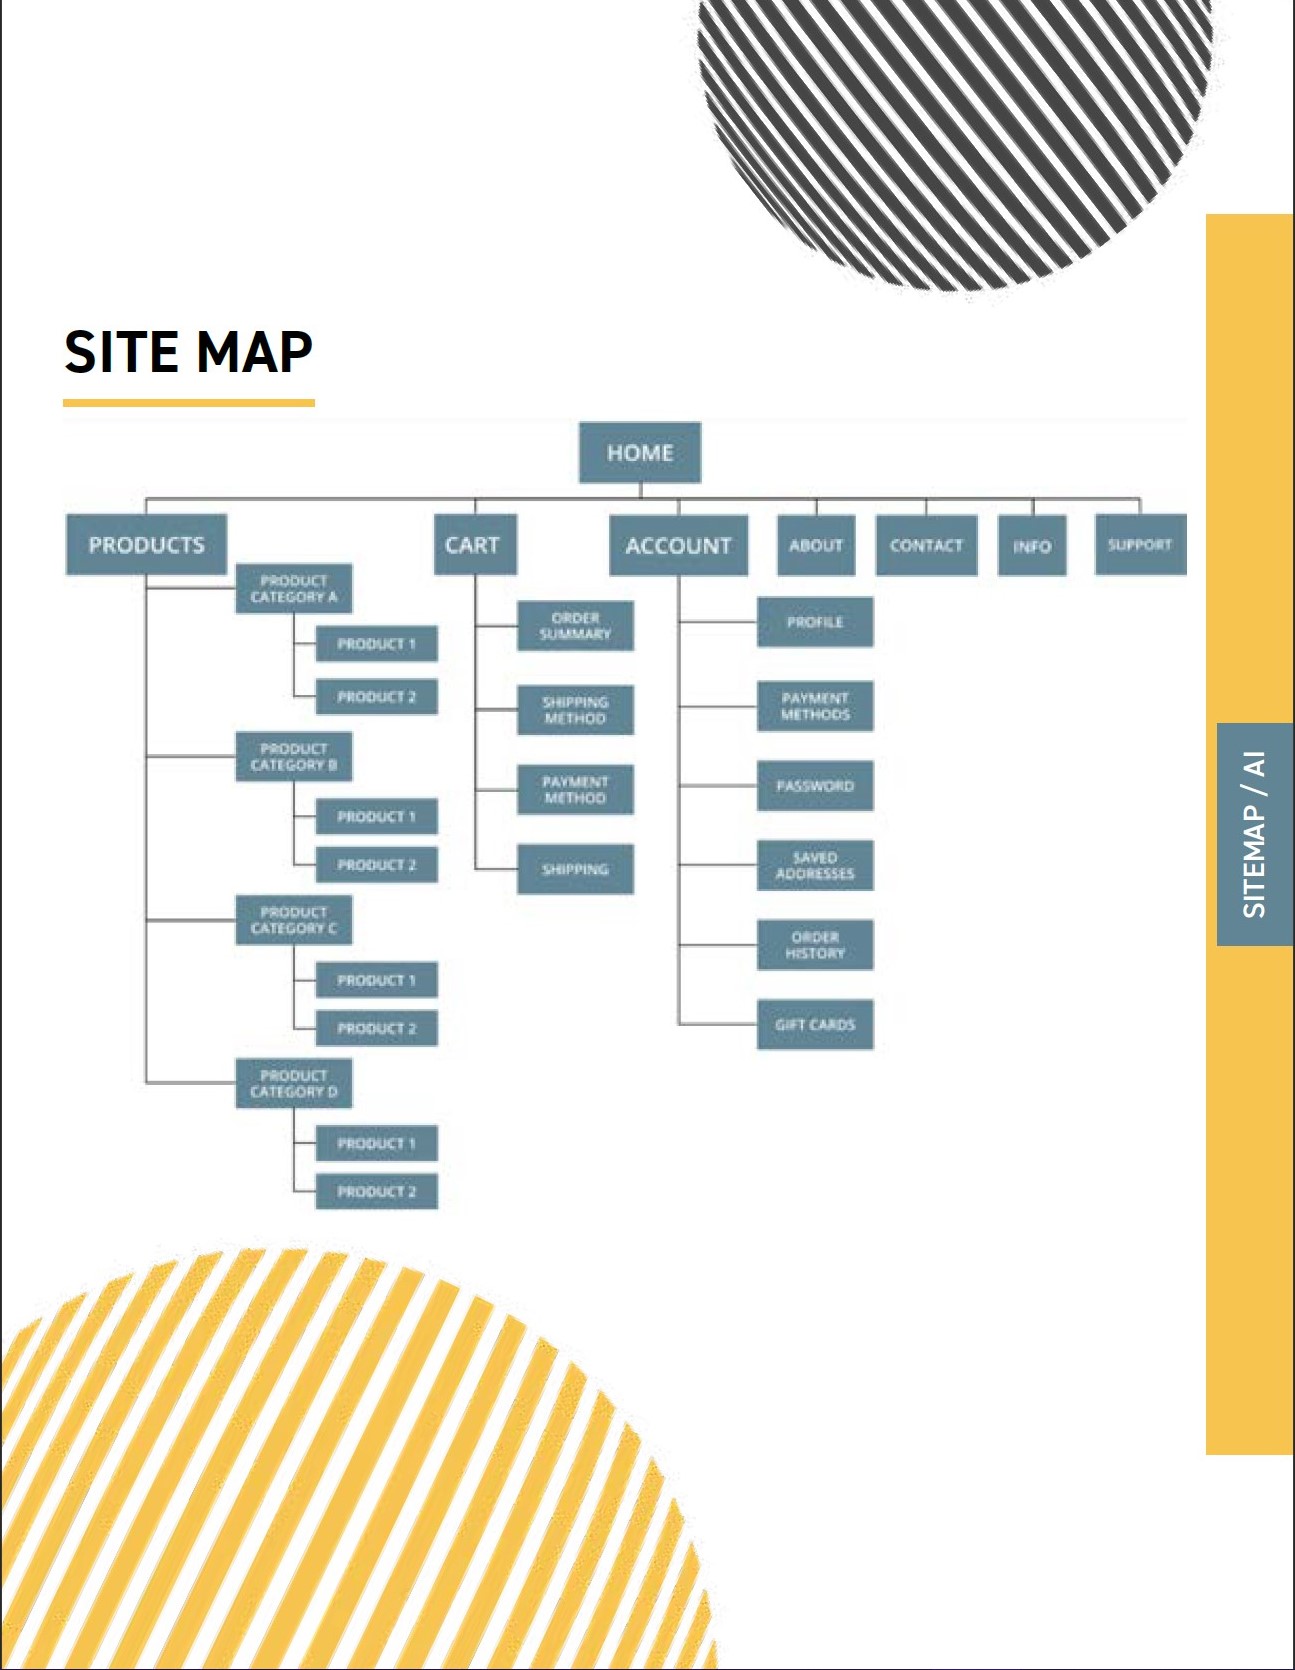 SITE MAP
HOME
PRODUCTS
CART
ACCOUNT
ABOUT
CONTACT
INFO
SUPPORT
PRODUCT
CATEGORY A
PRODUCT 1
PRODUCT 2
PRODUCT
CATEGORY B
PRODUCT 1
PRODUCT 2
PRODUCT
CATEGORY C
PRODUCT 1
PRODUCT 2
PRODUCT
CATEGORY D
PRODUCT 1
PRODUCT 2
ORDER
SUMMARY
SHIPPING
METHOD
PAYMENT
METHOD
SHIPPING
PROFILE
PAYMENT
METHODS
PASSWORD
SAVED
ADDRESSES
ORDER
HISTORY
GIFT CARDS
SITEMAP / AI